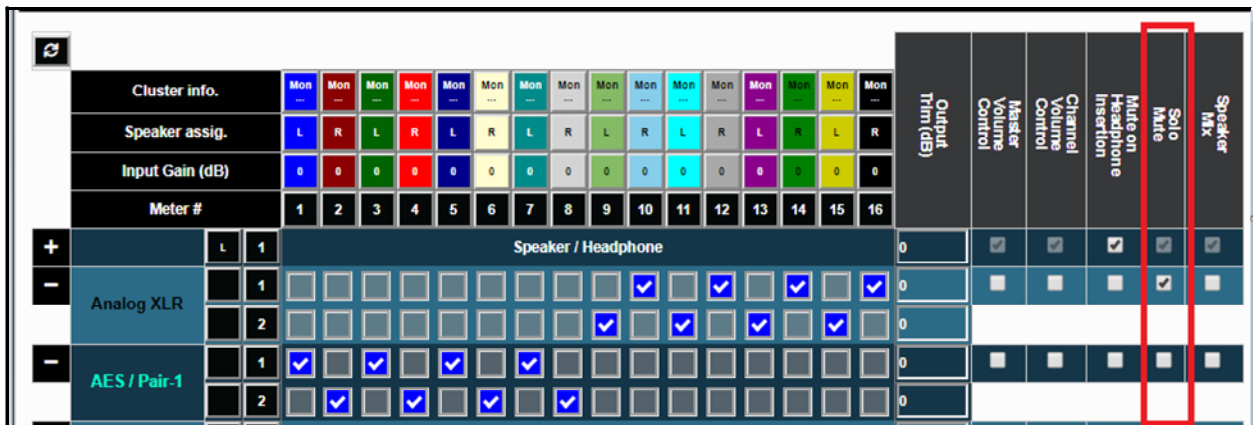 Cluster info. Mon --- Mon --- Mon --- Mon --- Mon --- Mon --- Mon --- Mon --- Mon --- Mon --- Mon --- Mon --- Mon --- Mon --- Mon --- Mon ---
Speaker assig. L R L R L R L R L R L R L R L R
Input Gain (dB) 0 0 0 0 0 0 0 0 0 0 0 0 0 0 0 0
Meter # 1 2 3 4 5 6 7 8 9 10 11 12 13 14 15 16
Output Trim (dB)
Master Volume Control
Channel Volume Control
Mute on Headphone Insertion
Solo Mute
Speaker Mix
+ L 1 Speaker / Headphone 0
- Analog XLR 1 0
2 0
- AES / Pair-1 1 0
2 0